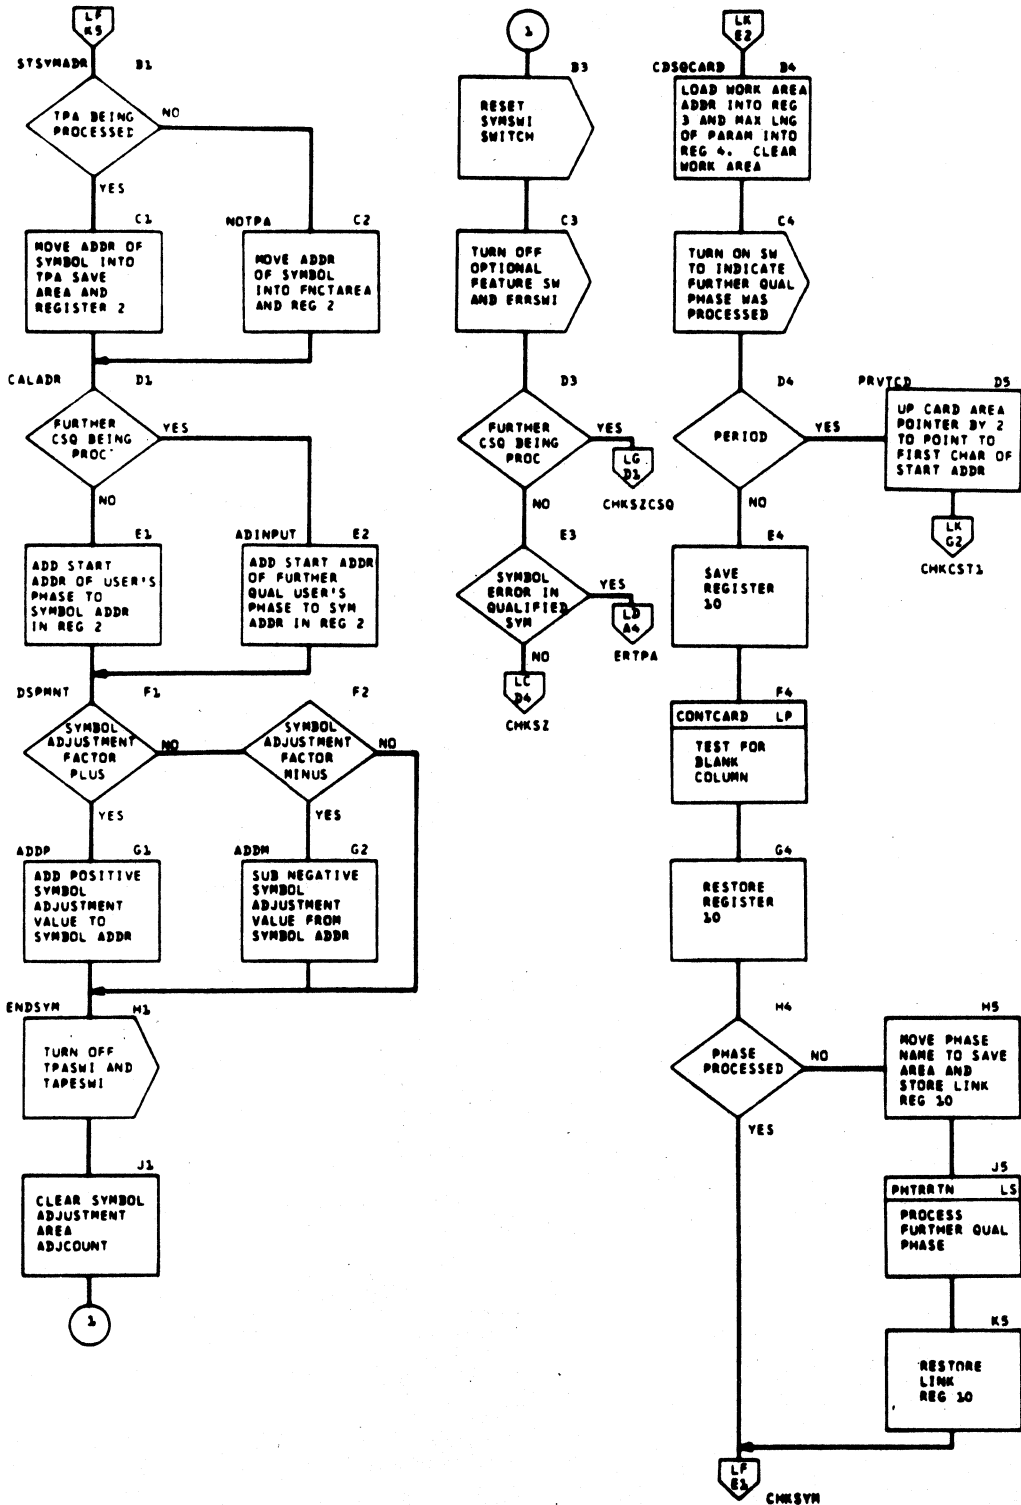 LF
K5
STSYMADR B1
TPA BEING
PROCESSED
NO
YES
C1
MOVE ADDR OF
SYMBOL INTO
TPA SAVE
AREA AND
REGISTER 2
NOTPA C2
MOVE ADDR
OF SYMBOL
INTO FNCTAREA
AND REG 2
CALADR D1
FURTHER
CSQ BEING
PROC
YES
NO
E1
ADD START
ADDR OF USER'S
PHASE TO
SYMBOL ADDR
IN REG 2
ADINPUT E2
ADD START ADDR
OF FURTHER
QUAL USER'S
PHASE TO SYM
ADDR IN REG 2
DSPMNT F1
SYMBOL
ADJUSTMENT
FACTOR
PLUS
NO
YES
F2
SYMBOL
ADJUSTMENT
FACTOR
MINUS
NO
YES
ADDP G1
ADD POSITIVE
SYMBOL
ADJUSTMENT
VALUE TO
SYMBOL ADDR
ADDM G2
SUB NEGATIVE
SYMBOL
ADJUSTMENT
VALUE FROM
SYMBOL ADDR
ENDSYM H1
TURN OFF
TPASWI AND
TAPESWI
J1
CLEAR SYMBOL
ADJUSTMENT
AREA
ADJCOUNT
1
1
B3
RESET
SYMSWI
SWITCH
C3
TURN OFF
OPTIONAL
FEATURE SW
AND ERRSWI
D3
FURTHER
CSQ BEING
PROC
YES
LG
D1
CHKSZCSQ
NO
E3
SYMBOL
ERROR IN
QUALIFIED
SYM
YES
LD
A4
ERTPA
NO
LC
D4
CHKSZ
LK
E2
CDSQCARD B4
LOAD WORK AREA
ADDR INTO REG
3 AND MAX LNG
OF PARAM INTO
REG 4. CLEAR
WORK AREA
C4
TURN ON SW
TO INDICATE
FURTHER QUAL
PHASE WAS
PROCESSED
D4
PERIOD
YES
NO
PRVTCD D5
UP CARD AREA
POINTER BY 2
TO POINT TO
FIRST CHAR OF
START ADDR
LK
G2
CHKCST1
E4
SAVE
REGISTER
10
F4
CONTCARD LP
TEST FOR
BLANK
COLUMN
G4
RESTORE
REGISTER
10
H4
PHASE
PROCESSED
NO
YES
H5
MOVE PHASE
NAME TO SAVE
AREA AND
STORE LINK
REG 10
J5
PHTRRTN LS
PROCESS
FURTHER QUAL
PHASE
K5
RESTORE
LINK
REG 10
LF
E1
CHKSYM